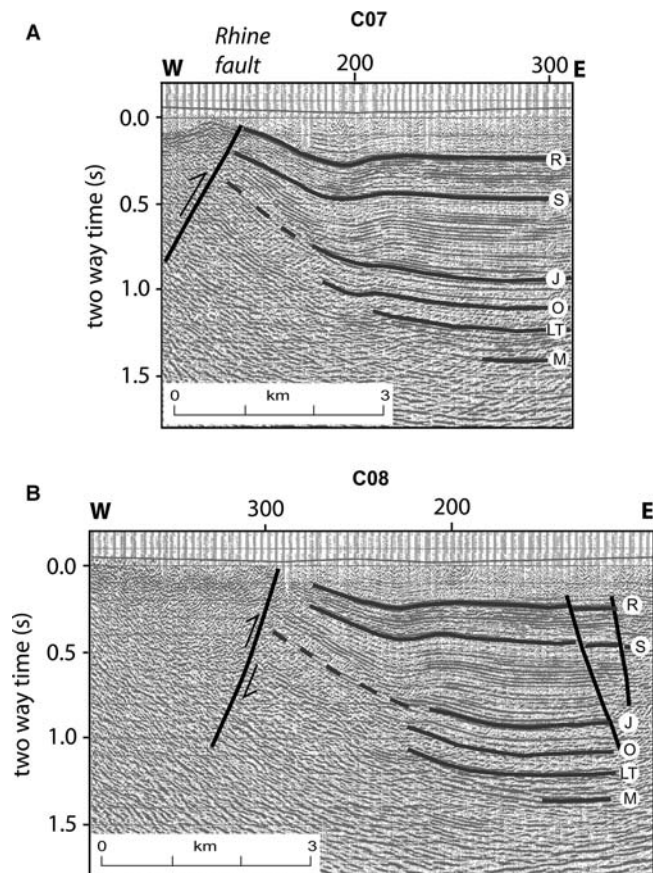 A
C07
Rhine
fault
W
200
300
E
0.0
0.5
1.0
1.5
two way time (s)
R
S
J
O
LT
M
km
0
3
B
C08
W
300
200
E
0.0
0.5
1.0
1.5
two way time (s)
R
S
J
O
LT
M
km
0
3